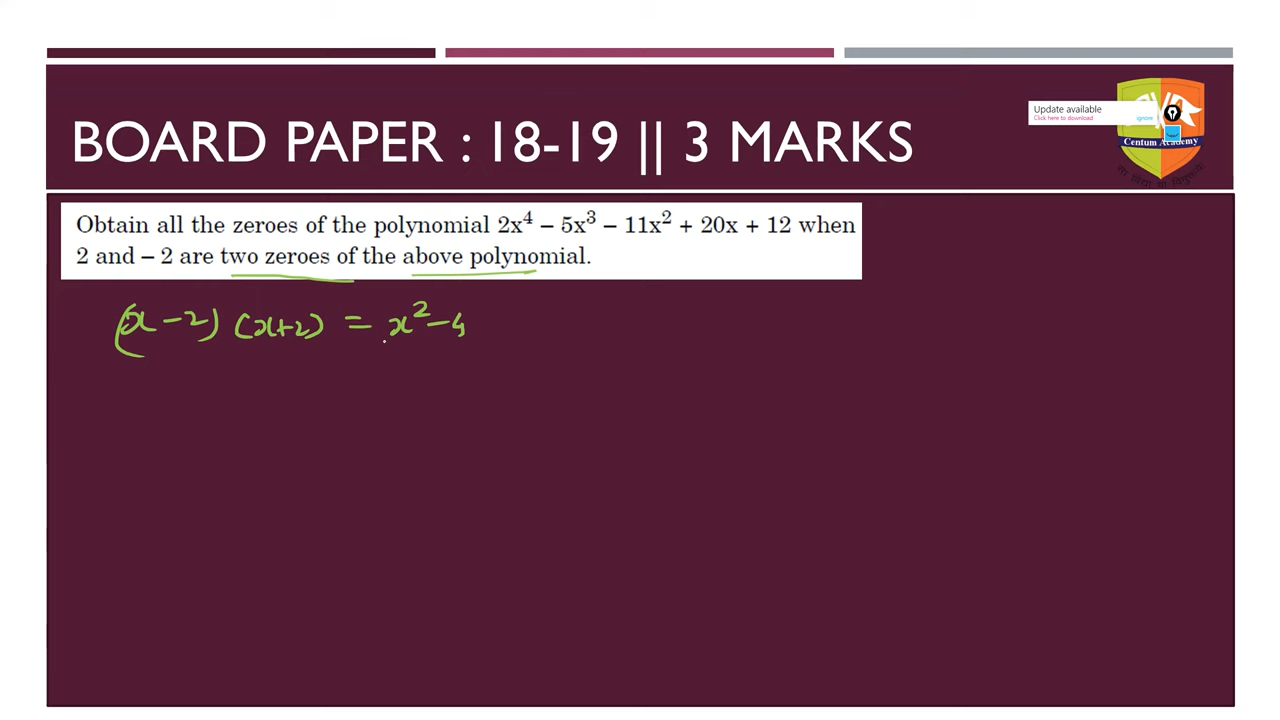 Update available
Click here to download ignore
BOARD PAPER : 18-19 || 3 MARKS
Centum Academy
Obtain all the zeroes of the polynomial 2x⁴ – 5x³ – 11x² + 20x + 12 when
2 and – 2 are two zeroes of the above polynomial.
(x - 2) (x+2) = x² - 4